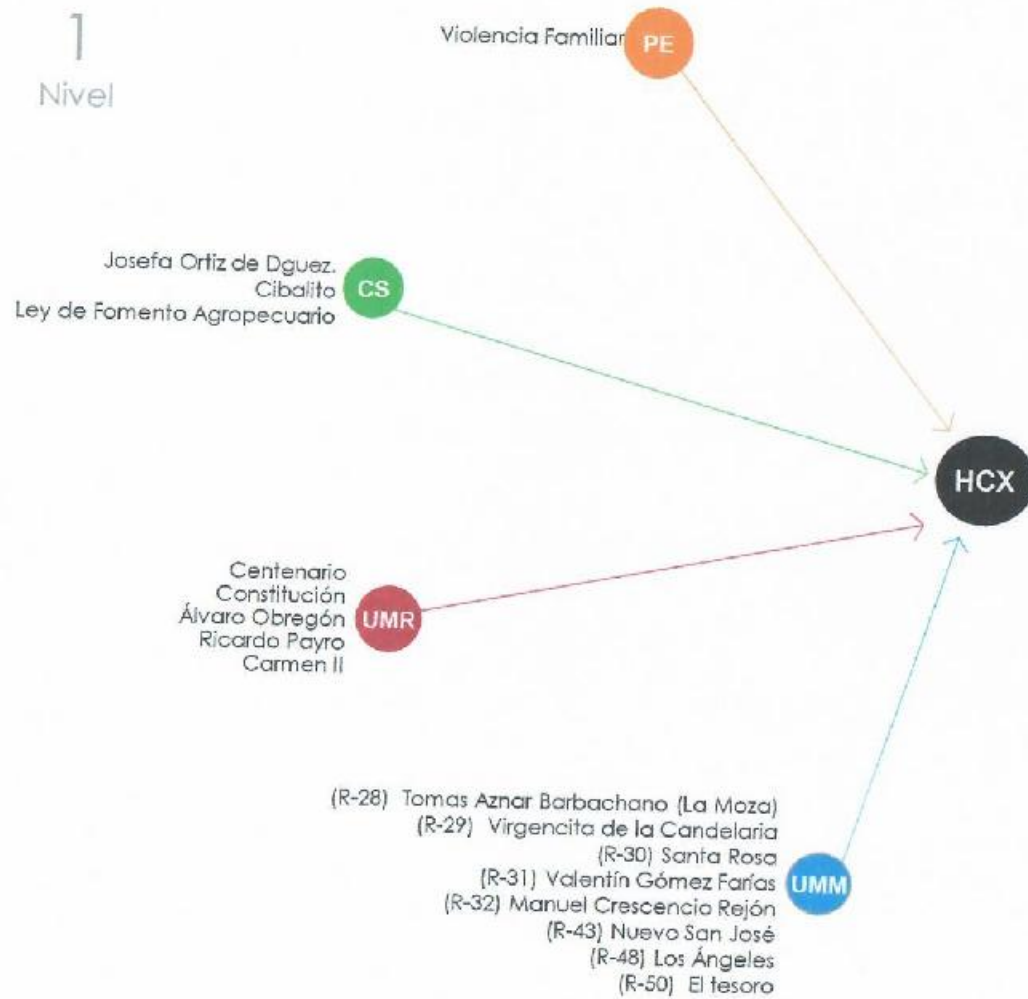 1
Nivel
Violencia Familiar
PE
Josefa Ortiz de Dguez.
Cibalito
Ley de Fomento Agropecuario
CS
HCX
Centenario
Constitución
Álvaro Obregón
Ricardo Payro
Carmen II
UMR
(R-28) Tomas Aznar Barbachano (La Moza)
(R-29) Virgencita de la Candelaria
(R-30) Santa Rosa
(R-31) Valentín Gómez Farías
(R-32) Manuel Crescencio Rejón
(R-43) Nuevo San José
(R-48) Los Ángeles
(R-50) El tesoro
UMM